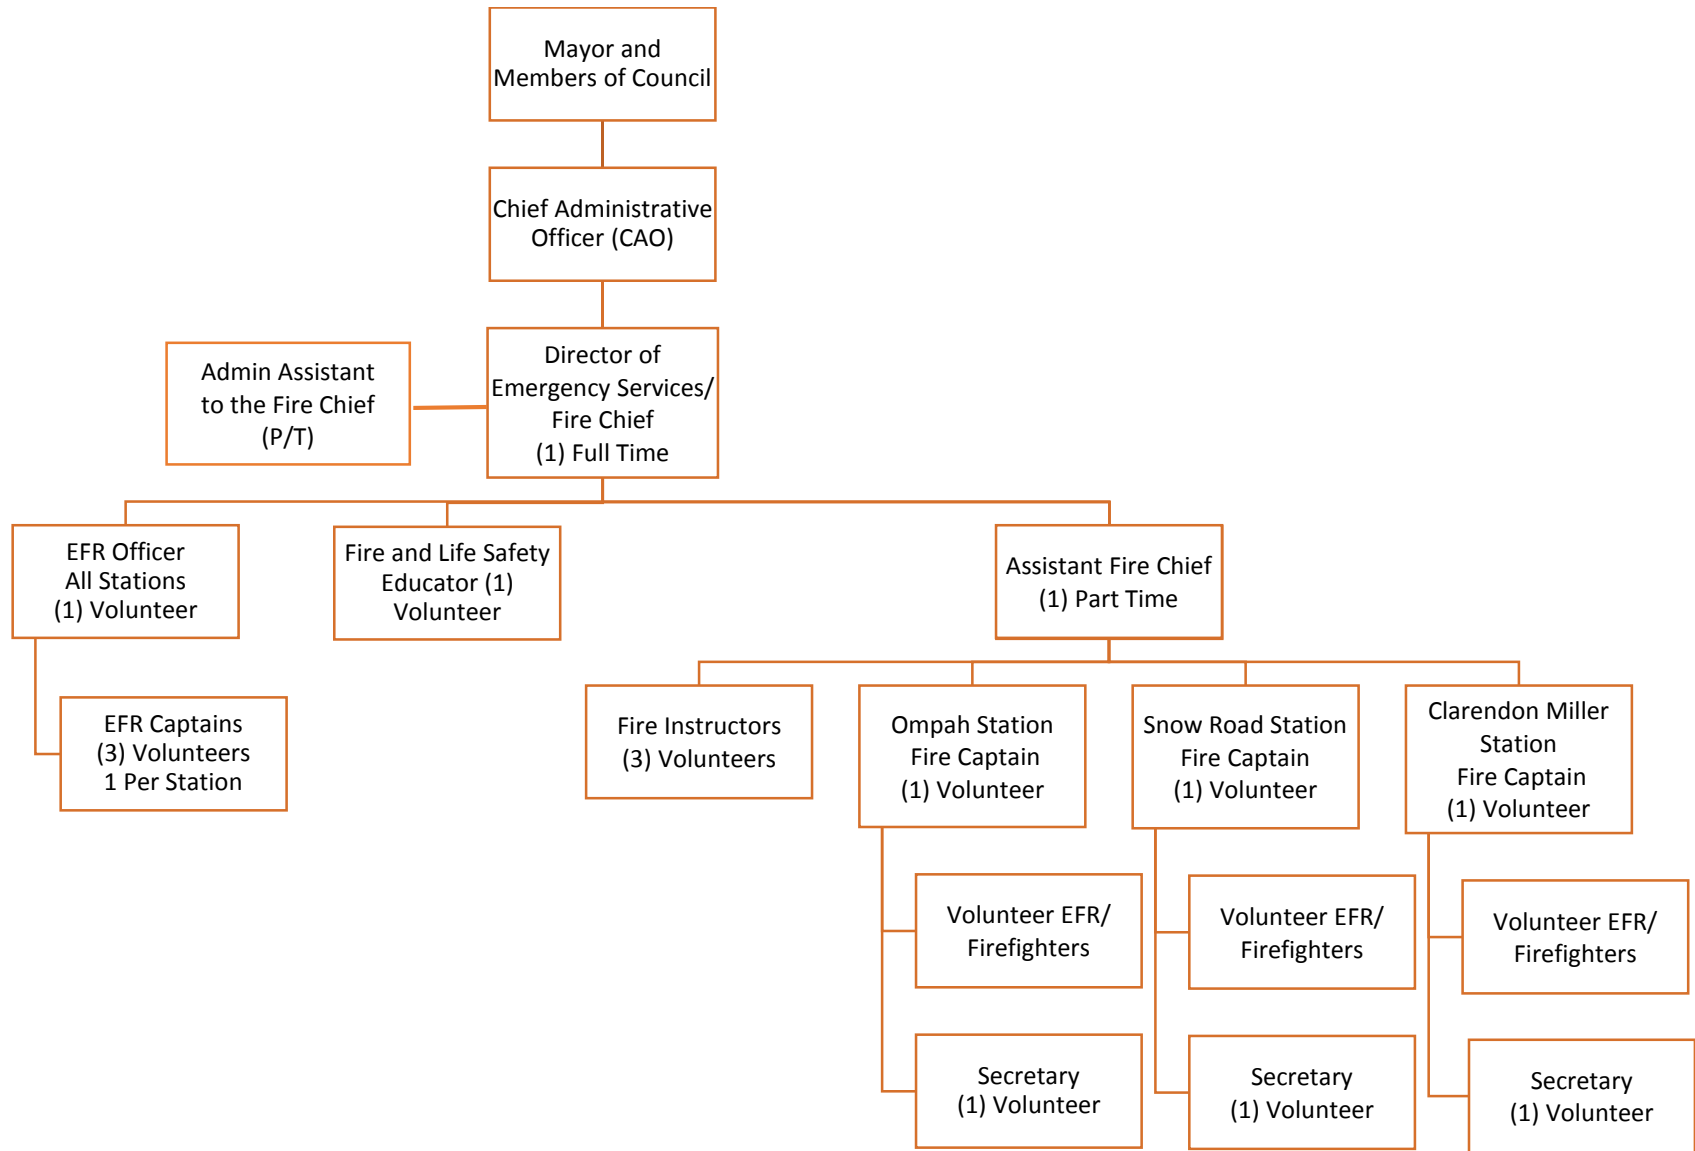 Mayor and
Members of Council
Chief Administrative
Officer (CAO)
Admin Assistant
to the Fire Chief
(P/T)
Director of
Emergency Services/
Fire Chief
(1) Full Time
EFR Officer
All Stations
(1) Volunteer
Fire and Life Safety
Educator (1)
Volunteer
Assistant Fire Chief
(1) Part Time
EFR Captains
(3) Volunteers
1 Per Station
Fire Instructors
(3) Volunteers
Ompah Station
Fire Captain
(1) Volunteer
Snow Road Station
Fire Captain
(1) Volunteer
Clarendon Miller
Station
Fire Captain
(1) Volunteer
Volunteer EFR/
Firefighters
Volunteer EFR/
Firefighters
Volunteer EFR/
Firefighters
Secretary
(1) Volunteer
Secretary
(1) Volunteer
Secretary
(1) Volunteer